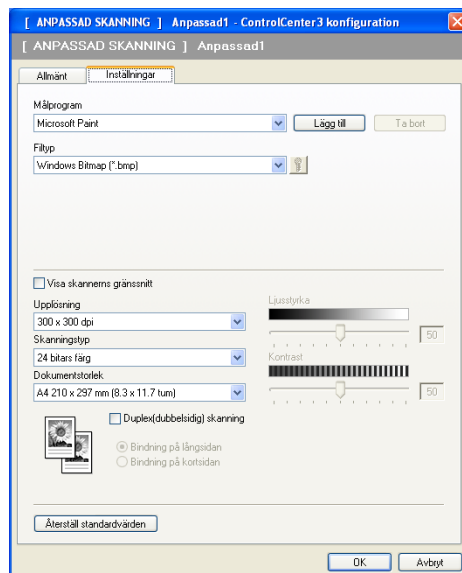 [ ANPASSAD SKANNING ] Anpassad1 - ControlCenter3 konfiguration
[ ANPASSAD SKANNING ] Anpassad1
Allmänt Inställningar
Målprogram
Microsoft Paint Lägg till Ta bort
Filtyp
Windows Bitmap (*.bmp)
Visa skannerns gränssnitt
Upplösning Ljusstyrka
300 x 300 dpi 50
Skanningstyp
24 bitars färg Kontrast
Dokumentstorlek
A4 210 x 297 mm (8.3 x 11.7 tum) 50
Duplex(dubbelsidig) skanning
Bindning på långsidan
Bindning på kortsidan
Återställ standardvärden
OK Avbryt